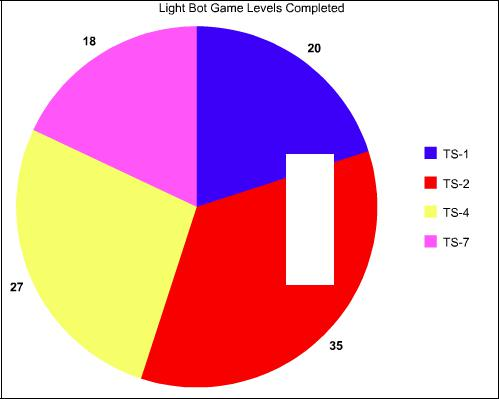 Light Bot Game Levels Completed
18
20
TS-1
TS-2
TS-4
TS-7
27
35